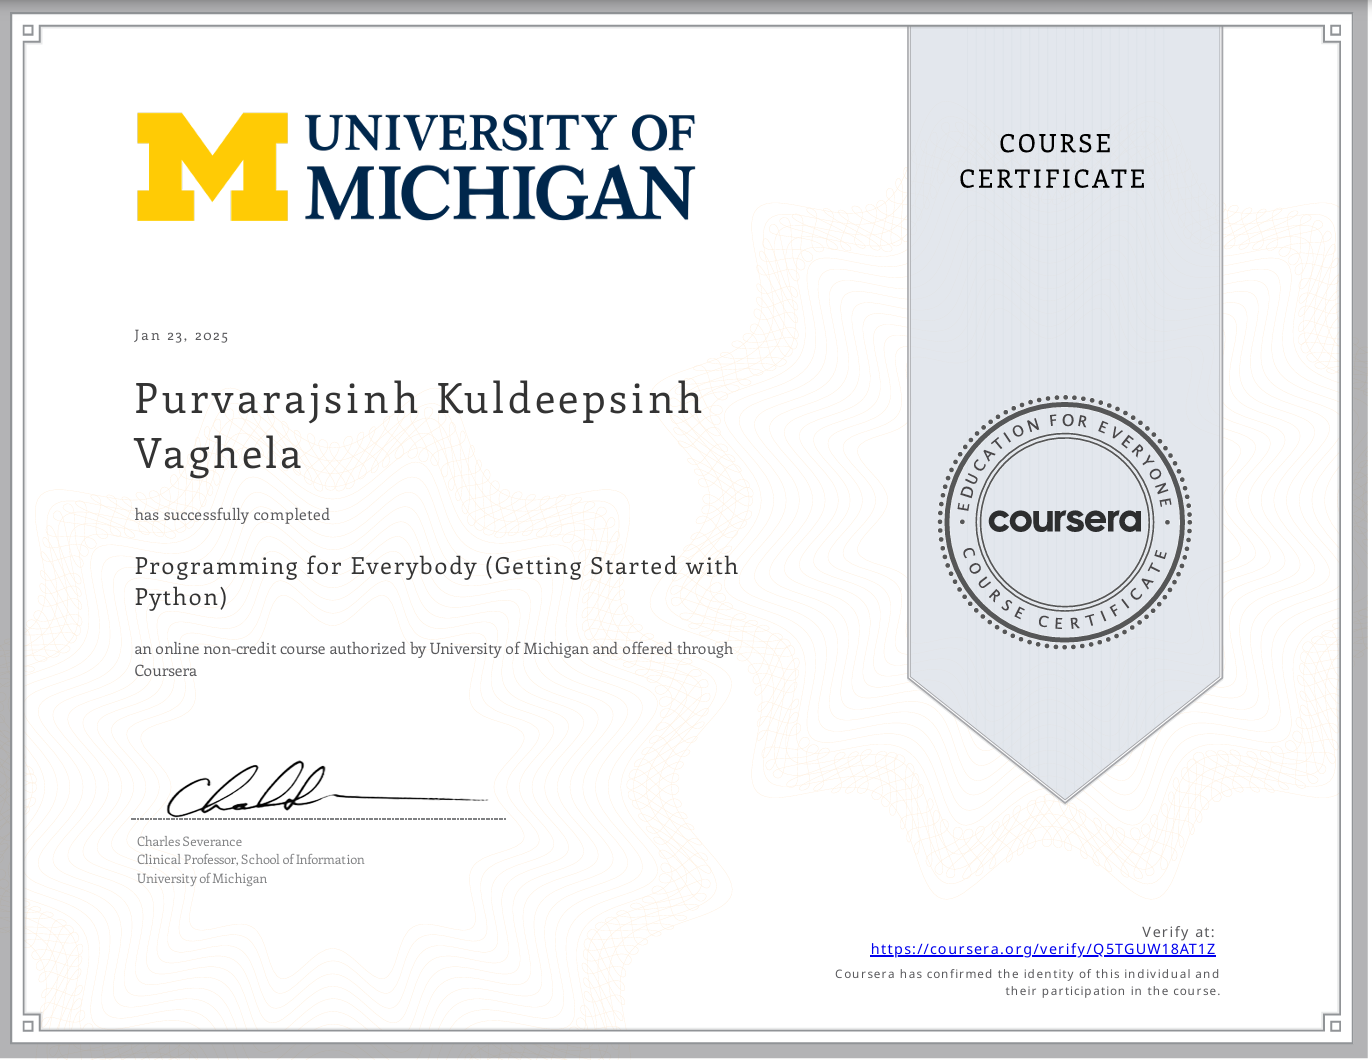 UNIVERSITY OF
MICHIGAN
COURSE
CERTIFICATE
Jan 23, 2025
Purvarajsinh Kuldeepsinh
Vaghela
has successfully completed
Programming for Everybody (Getting Started with
Python)
an online non-credit course authorized by University of Michigan and offered through
Coursera
EDUCATION FOR EVERYONE
coursera
COURSE CERTIFICATE
Charles Severance
Clinical Professor, School of Information
University of Michigan
Verify at:
https://coursera.org/verify/Q5TGUW18AT1Z
Coursera has confirmed the identity of this individual and
their participation in the course.